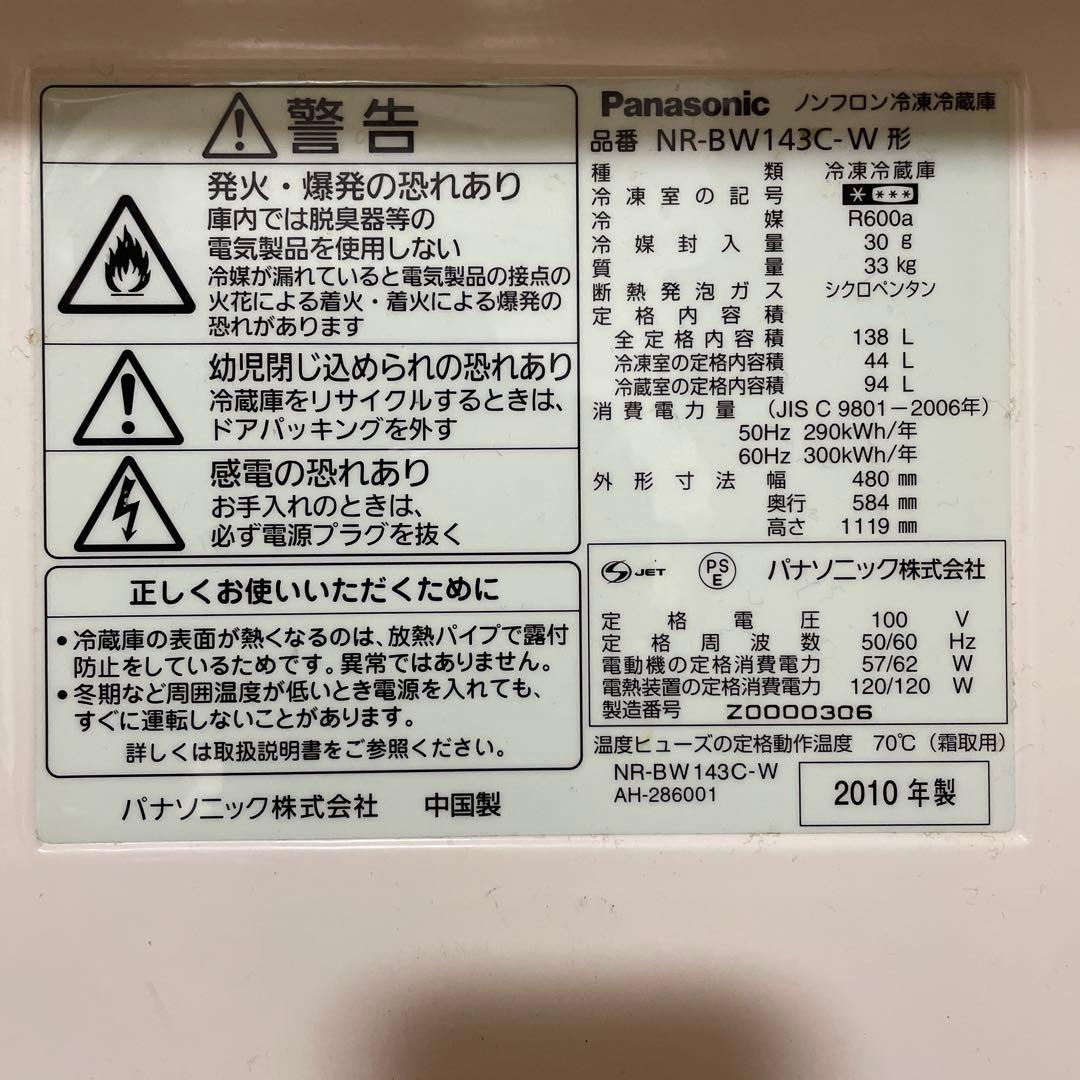 警告
発火・爆発の恐れあり
庫内では脱臭器等の
電気製品を使用しない
冷媒が漏れていると電気製品の接点の
火花による着火・着火による爆発の
恐れがあります
幼児閉じ込められの恐れあり
冷蔵庫をリサイクルするときは、
ドアパッキングを外す
感電の恐れあり
お手入れのときは、
必ず電源プラグを抜く
正しくお使いいただくために
・冷蔵庫の表面が熱くなるのは、放熱パイプで露付
防止をしているためです。異常ではありません。
・冬期など周囲温度が低いとき電源を入れても、
すぐに運転しないことがあります。
詳しくは取扱説明書をご参照ください。
パナソニック株式会社 中国製
Panasonic ノンフロン冷凍冷蔵庫
品番 NR-BW143C-W 形
種類 冷凍冷蔵庫
冷凍室の記号 * ***
冷媒 R600a
冷媒封入量 30 g
質量 33 kg
断熱発泡ガス シクロペンタン
定格内容積
全定格内容積 138 L
冷凍室の定格内容積 44 L
冷蔵室の定格内容積 94 L
消費電力量 (JIS C 9801-2006年)
50Hz 290kWh/年
60Hz 300kWh/年
外形寸法 幅 480 mm
奥行 584 mm
高さ 1119 mm
S JET PS E パナソニック株式会社
定格電圧 100 V
定格周波数 50/60 Hz
電動機の定格消費電力 57/62 W
電熱装置の定格消費電力 120/120 W
製造番号 Z0000306
温度ヒューズの定格動作温度 70℃(霜取用)
NR-BW143C-W
AH-286001
2010 年製